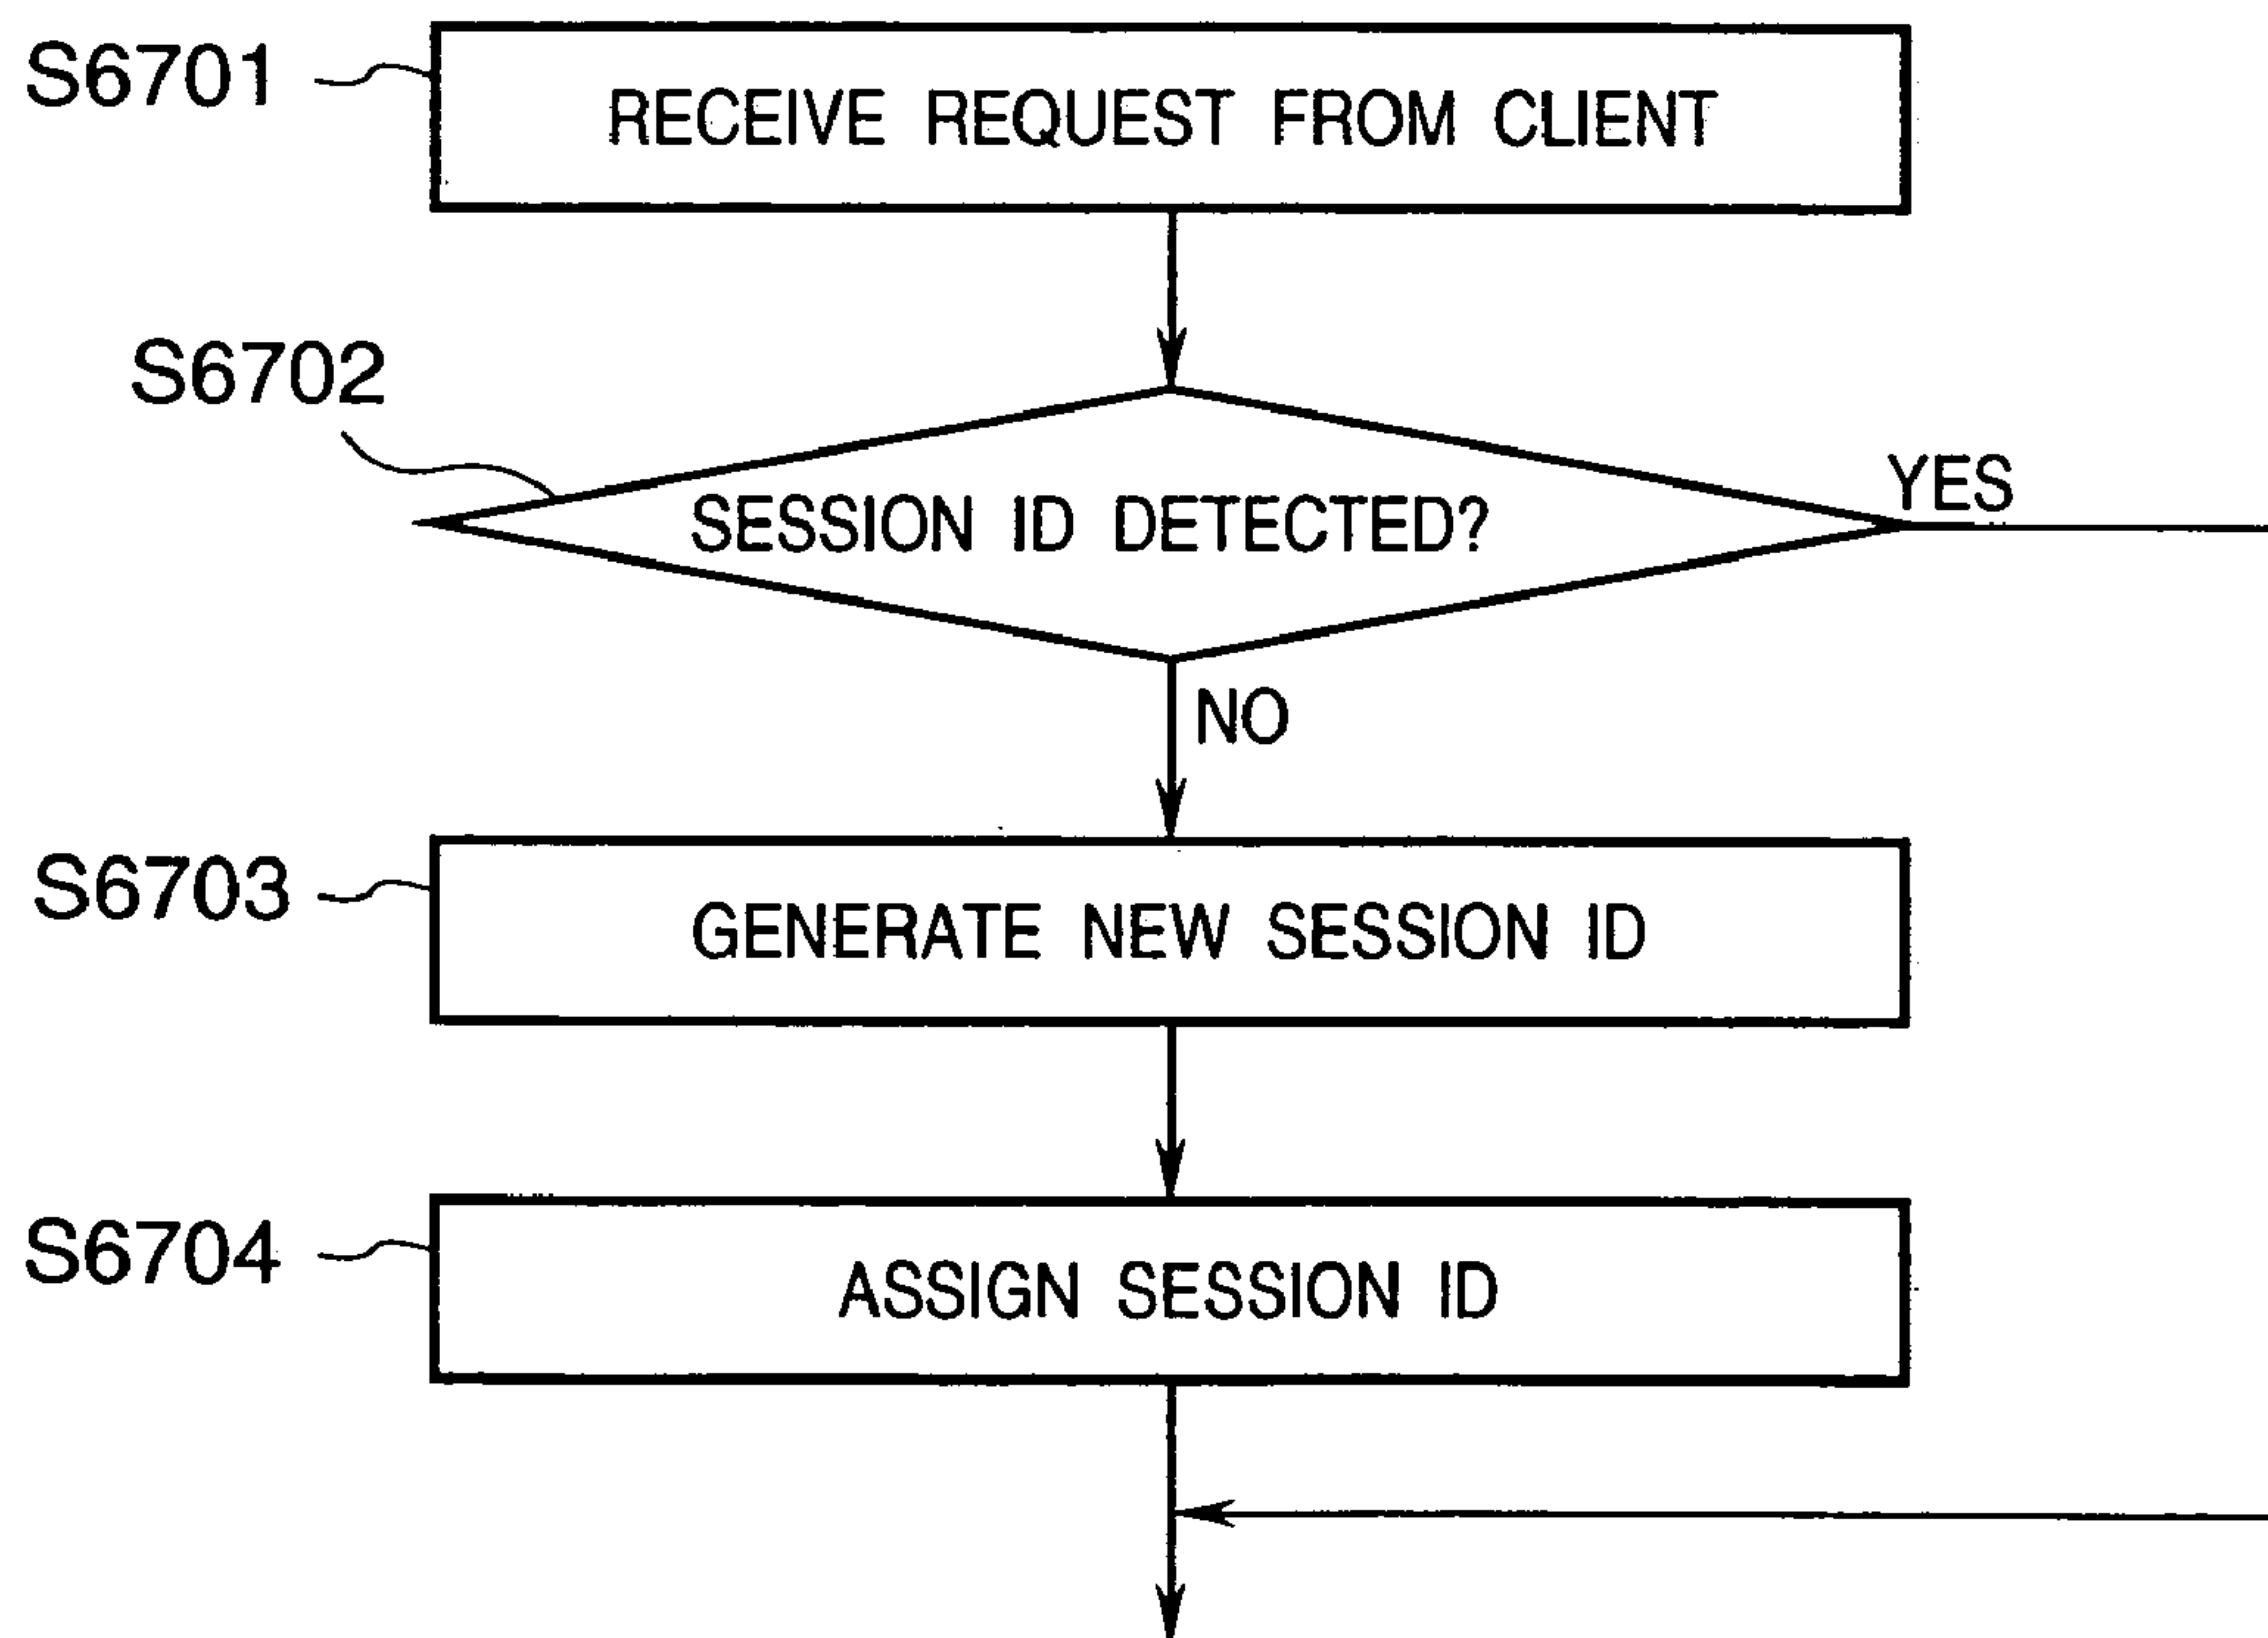 S6701
RECEIVE REQUEST FROM CLIENT
S6702
SESSION ID DETECTED?
YES
NO
S6703
GENERATE NEW SESSION ID
S6704
ASSIGN SESSION ID